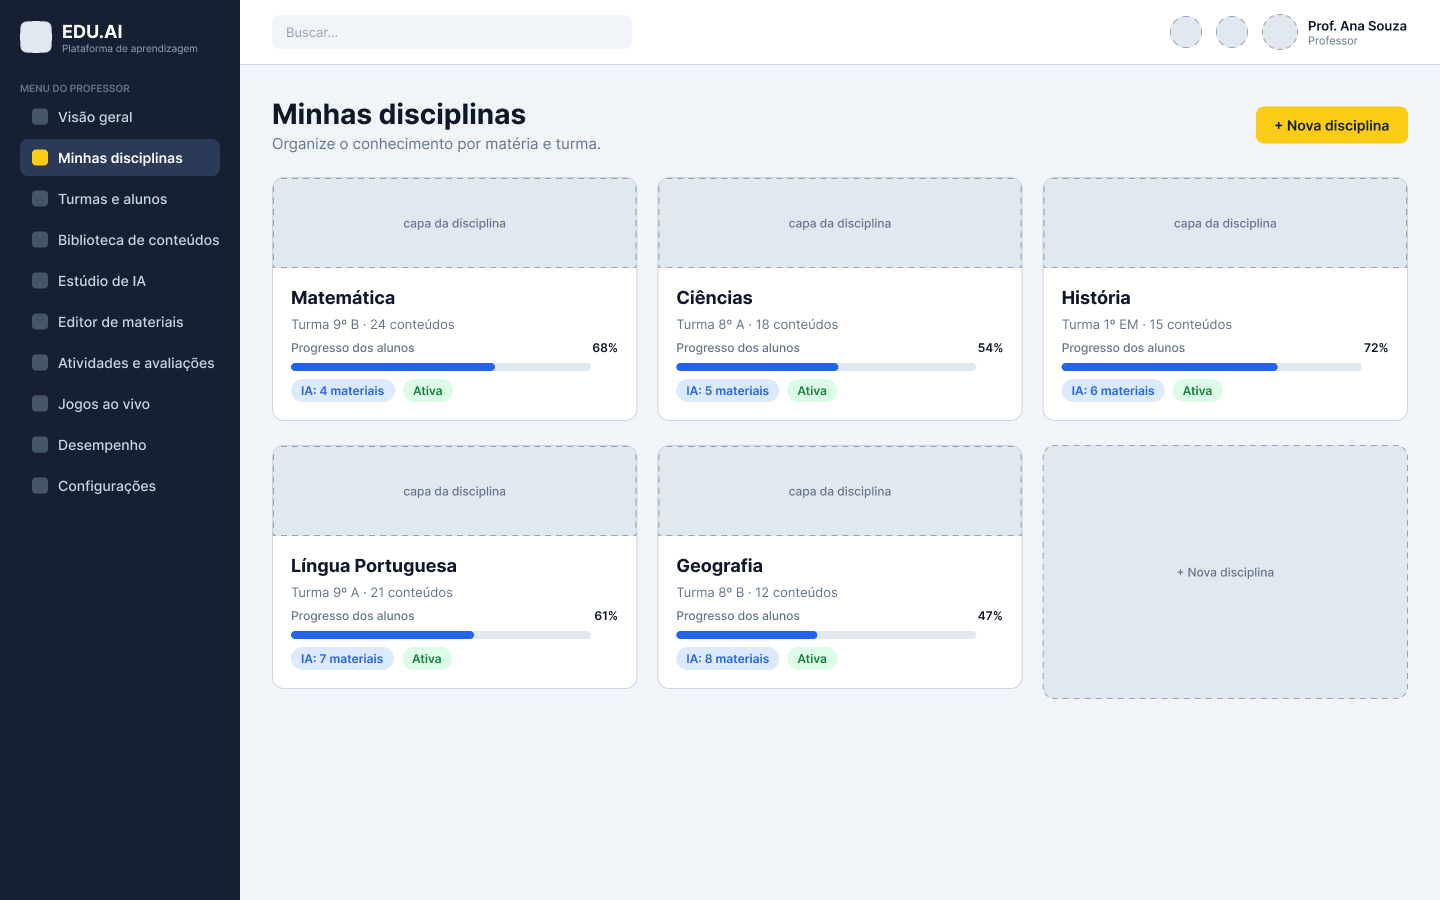 EDU.AI
Plataforma de aprendizagem
MENU DO PROFESSOR
Visão geral
Minhas disciplinas
Turmas e alunos
Biblioteca de conteúdos
Estúdio de IA
Editor de materiais
Atividades e avaliações
Jogos ao vivo
Desempenho
Configurações
Buscar...
Prof. Ana Souza
Professor
Minhas disciplinas
Organize o conhecimento por matéria e turma.
+ Nova disciplina
capa da disciplina
Matemática
Turma 9º B · 24 conteúdos
Progresso dos alunos 68%
IA: 4 materiais Ativa
capa da disciplina
Ciências
Turma 8º A · 18 conteúdos
Progresso dos alunos 54%
IA: 5 materiais Ativa
capa da disciplina
História
Turma 1º EM · 15 conteúdos
Progresso dos alunos 72%
IA: 6 materiais Ativa
capa da disciplina
Língua Portuguesa
Turma 9º A · 21 conteúdos
Progresso dos alunos 61%
IA: 7 materiais Ativa
capa da disciplina
Geografia
Turma 8º B · 12 conteúdos
Progresso dos alunos 47%
IA: 8 materiais Ativa
+ Nova disciplina